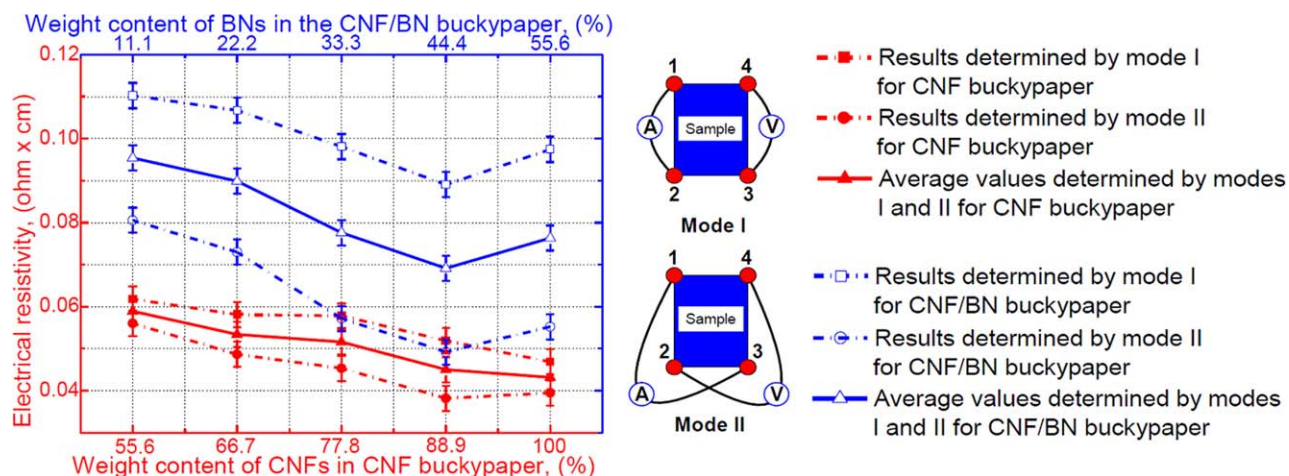 Weight content of BNs in the CNF/BN buckypaper, (%)
11.1 22.2 33.3 44.4 55.6
0.12
0.10
0.08
0.06
0.04
Electrical resistivity, (ohm x cm)
55.6 66.7 77.8 88.9 100
Weight content of CNFs in CNF buckypaper, (%)
1 4
A Sample V
2 3
Mode I
1 4
Sample
2 3
A V
Mode II
Results determined by mode I
for CNF buckypaper
Results determined by mode II
for CNF buckypaper
Average values determined by modes
I and II for CNF buckypaper
Results determined by mode I
for CNF/BN buckypaper
Results determined by mode II
for CNF/BN buckypaper
Average values determined by modes
I and II for CNF/BN buckypaper